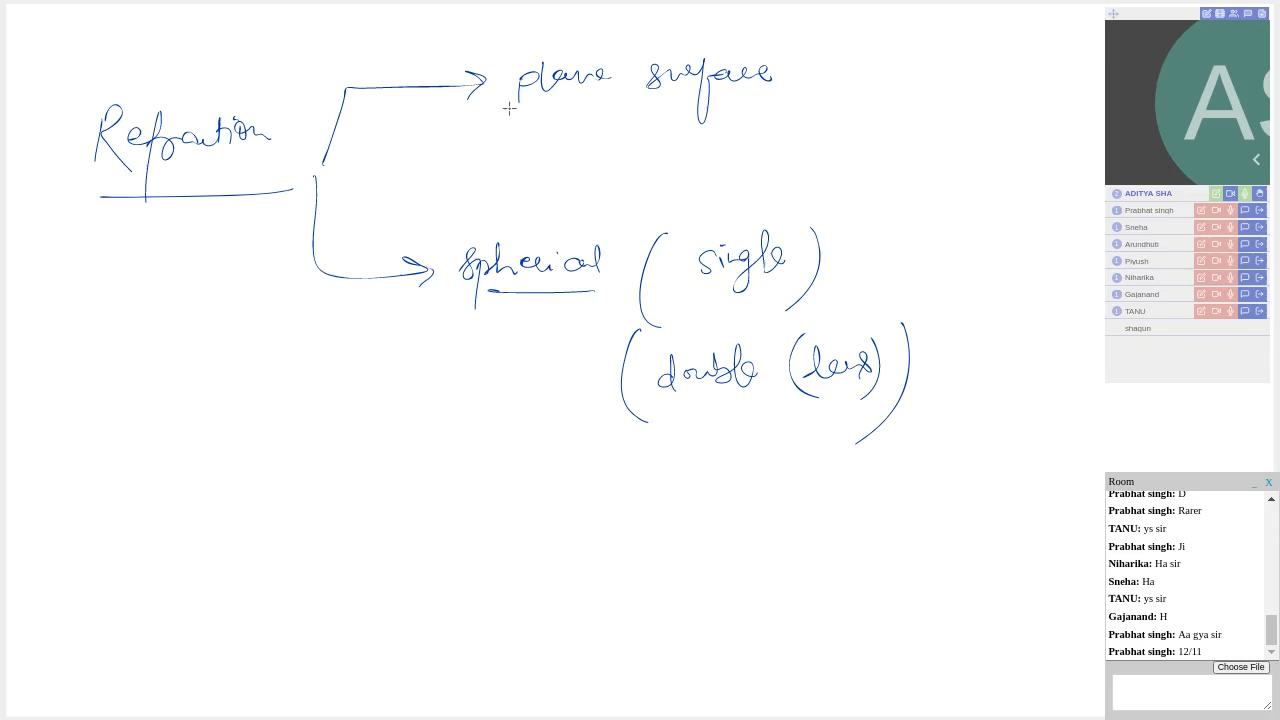 plane surface
Refraction
spherical (single)
(double (lens))
AS
ADITYA SHA
Prabhat singh
Sneha
Arundhuti
Piyush
Niharika
Gajanand
TANU
shagun
Room _ X
Prabhat singh: D
Prabhat singh: Rarer
TANU: ys sir
Prabhat singh: Ji
Niharika: Ha sir
Sneha: Ha
TANU: ys sir
Gajanand: H
Prabhat singh: Aa gya sir
Prabhat singh: 12/11
Choose File